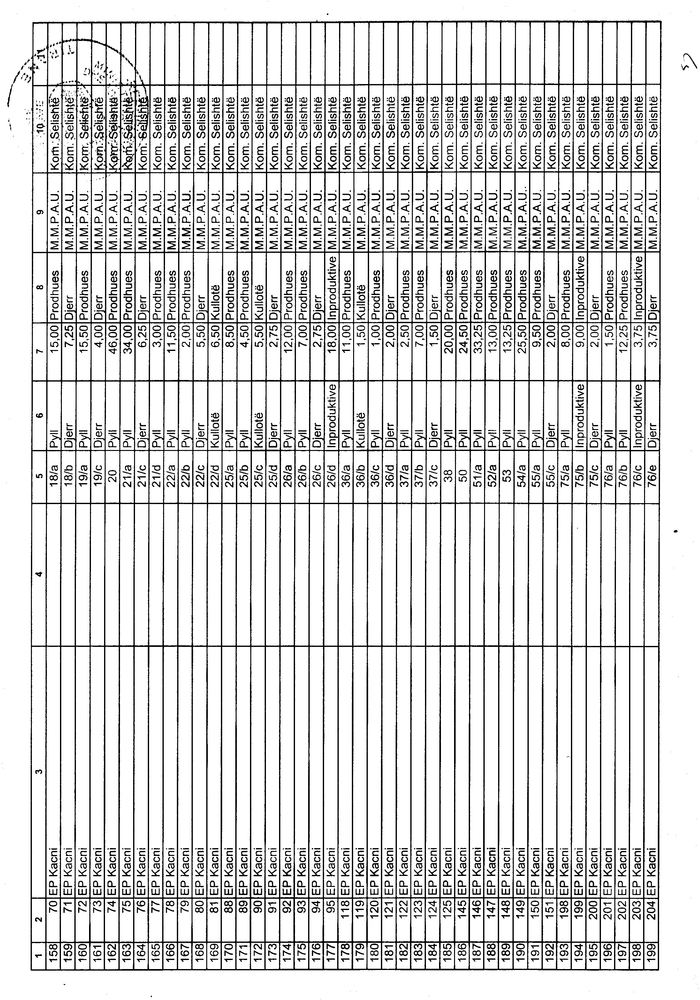 1 2 3 4 5 6 7 8 9 10 11
158 70 EP Kacni 18/a Pyll 15,00 Prodhues M.M.P.A.U. Kom. Selishtë
159 71 EP Kacni 18/b Djerr 7,25 Djerr M.M.P.A.U. Kom. Selishtë
160 72 EP Kacni 19/a Pyll 15,50 Prodhues M.M.P.A.U. Kom. Selishtë
161 73 EP Kacni 19/c Djerr 4,00 Djerr M.M.P.A.U. Kom. Selishtë
162 74 EP Kacni 20 Pyll 46,00 Prodhues M.M.P.A.U. Kom. Selishtë
163 75 EP Kacni 21/a Pyll 34,00 Prodhues M.M.P.A.U. Kom. Selishtë
164 76 EP Kacni 21/c Djerr 6,25 Djerr M.M.P.A.U. Kom. Selishtë
165 77 EP Kacni 21/d Pyll 3,00 Prodhues M.M.P.A.U. Kom. Selishtë
166 78 EP Kacni 22/a Pyll 11,50 Prodhues M.M.P.A.U. Kom. Selishtë
167 79 EP Kacni 22/b Pyll 2,00 Prodhues M.M.P.A.U. Kom. Selishtë
168 80 EP Kacni 22/c Djerr 5,50 Djerr M.M.P.A.U. Kom. Selishtë
169 81 EP Kacni 22/d Kullotë 6,50 Kullotë M.M.P.A.U. Kom. Selishtë
170 88 EP Kacni 25/a Pyll 8,50 Prodhues M.M.P.A.U. Kom. Selishtë
171 89 EP Kacni 25/b Pyll 4,50 Prodhues M.M.P.A.U. Kom. Selishtë
172 90 EP Kacni 25/c Kullotë 5,50 Kullotë M.M.P.A.U. Kom. Selishtë
173 91 EP Kacni 25/d Djerr 2,75 Djerr M.M.P.A.U. Kom. Selishtë
174 92 EP Kacni 26/a Pyll 12,00 Prodhues M.M.P.A.U. Kom. Selishtë
175 93 EP Kacni 26/b Pyll 7,00 Prodhues M.M.P.A.U. Kom. Selishtë
176 94 EP Kacni 26/c Djerr 2,75 Djerr M.M.P.A.U. Kom. Selishtë
177 95 EP Kacni 26/d Inproduktive 18,00 Inproduktive M.M.P.A.U. Kom. Selishtë
178 118 EP Kacni 36/a Pyll 11,00 Prodhues M.M.P.A.U. Kom. Selishtë
179 119 EP Kacni 36/b Kullotë 1,50 Kullotë M.M.P.A.U. Kom. Selishtë
180 120 EP Kacni 36/c Pyll 1,00 Prodhues M.M.P.A.U. Kom. Selishtë
181 121 EP Kacni 36/d Djerr 2,00 Djerr M.M.P.A.U. Kom. Selishtë
182 122 EP Kacni 37/a Pyll 2,50 Prodhues M.M.P.A.U. Kom. Selishtë
183 123 EP Kacni 37/b Pyll 7,00 Prodhues M.M.P.A.U. Kom. Selishtë
184 124 EP Kacni 37/c Djerr 1,50 Djerr M.M.P.A.U. Kom. Selishtë
185 125 EP Kacni 38 Pyll 20,00 Prodhues M.M.P.A.U. Kom. Selishtë
186 145 EP Kacni 50 Pyll 24,50 Prodhues M.M.P.A.U. Kom. Selishtë
187 146 EP Kacni 51/a Pyll 33,25 Prodhues M.M.P.A.U. Kom. Selishtë
188 147 EP Kacni 52/a Pyll 13,00 Prodhues M.M.P.A.U. Kom. Selishtë
189 148 EP Kacni 53 Pyll 13,25 Prodhues M.M.P.A.U. Kom. Selishtë
190 149 EP Kacni 54/a Pyll 25,50 Prodhues M.M.P.A.U. Kom. Selishtë
191 150 EP Kacni 55/a Pyll 9,50 Prodhues M.M.P.A.U. Kom. Selishtë
192 151 EP Kacni 55/c Djerr 2,00 Djerr M.M.P.A.U. Kom. Selishtë
193 198 EP Kacni 75/a Pyll 8,00 Prodhues M.M.P.A.U. Kom. Selishtë
194 199 EP Kacni 75/b Inproduktive 9,00 Inproduktive M.M.P.A.U. Kom. Selishtë
195 200 EP Kacni 75/c Djerr 2,00 Djerr M.M.P.A.U. Kom. Selishtë
196 201 EP Kacni 76/a Pyll 1,50 Prodhues M.M.P.A.U. Kom. Selishtë
197 202 EP Kacni 76/b Pyll 12,25 Prodhues M.M.P.A.U. Kom. Selishtë
198 203 EP Kacni 76/c Inproduktive 3,75 Inproduktive M.M.P.A.U. Kom. Selishtë
199 204 EP Kacni 76/e Djerr 3,75 Djerr M.M.P.A.U. Kom. Selishtë